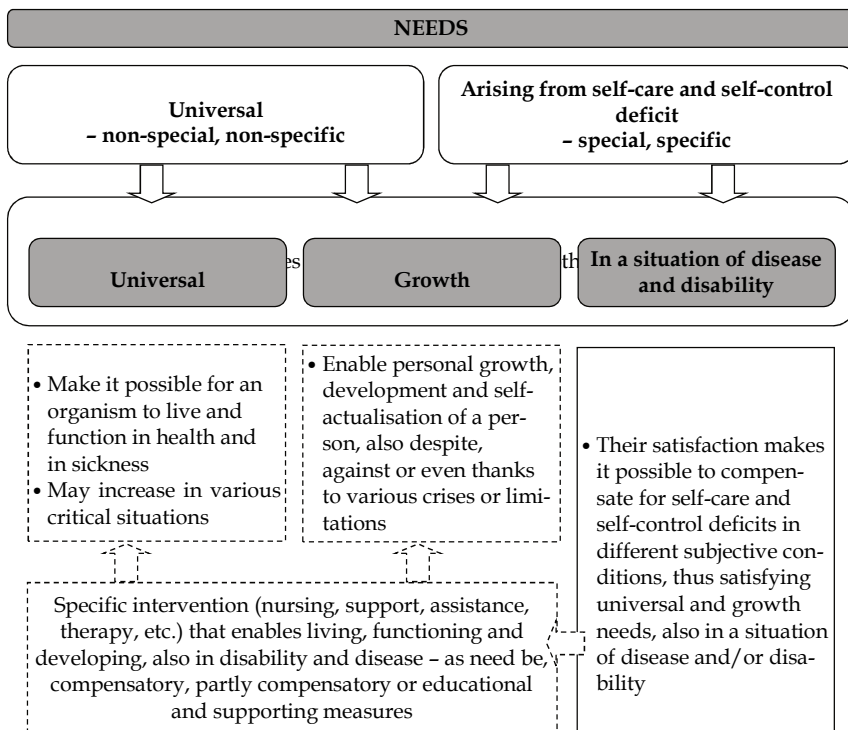 NEEDS
Universal
– non-special, non-specific
Arising from self-care and self-control
deficit
– special, specific
Universal
Growth
In a situation of disease
and disability
• Make it possible for an
organism to live and
function in health and
in sickness
• May increase in various
critical situations
• Enable personal growth,
development and self-
actualisation of a per-
son, also despite,
against or even thanks
to various crises or limi-
tations
• Their satisfaction makes
it possible to compen-
sate for self-care and
self-control deficits in
different subjective con-
ditions, thus satisfying
universal and growth
needs, also in a situation
of disease and/or disa-
bility
Specific intervention (nursing, support, assistance,
therapy, etc.) that enables living, functioning and
developing, also in disability and disease – as need be,
compensatory, partly compensatory or educational
and supporting measures